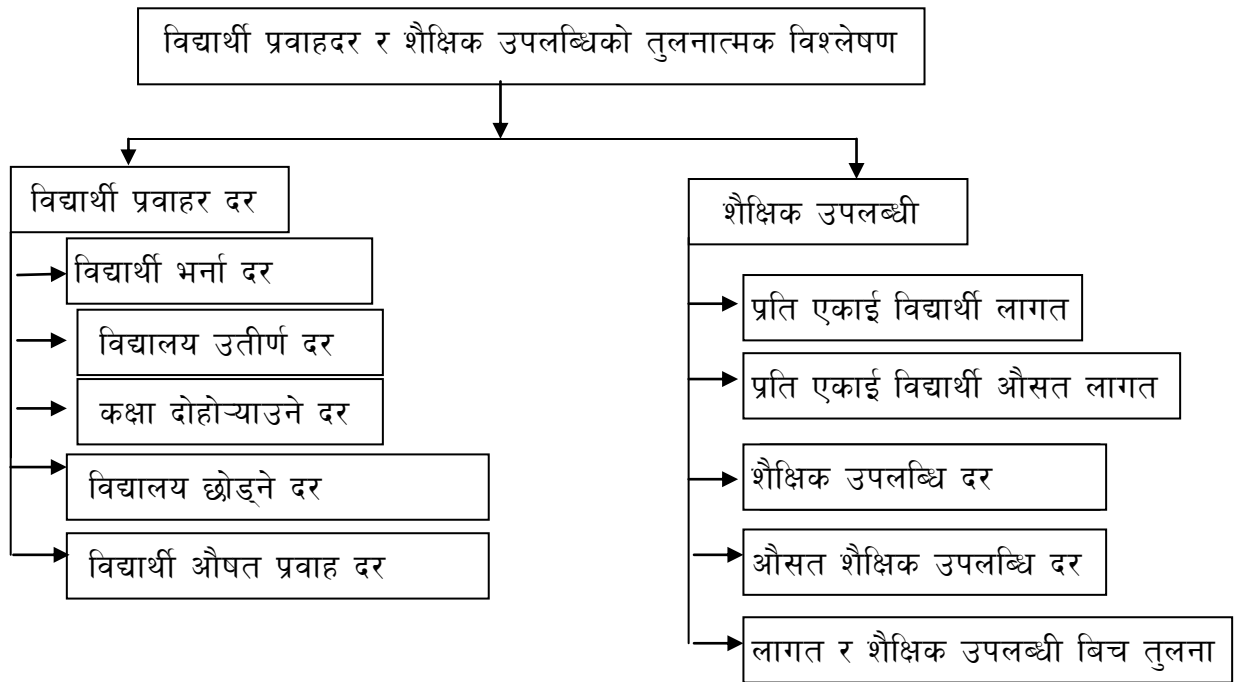 विद्यार्थी प्रवाहदर र शैक्षिक उपलब्धिको तुलनात्मक विश्लेषण
विद्यार्थी प्रवाहर दर
विद्यार्थी भर्ना दर
विद्यालय उतीर्ण दर
कक्षा दोहोर्‍याउने दर
विद्यालय छोड्ने दर
विद्यार्थी औषत प्रवाह दर
शैक्षिक उपलब्धी
प्रति एकाई विद्यार्थी लागत
प्रति एकाई विद्यार्थी औसत लागत
शैक्षिक उपलब्धि दर
औसत शैक्षिक उपलब्धि दर
लागत र शैक्षिक उपलब्धी बिच तुलना